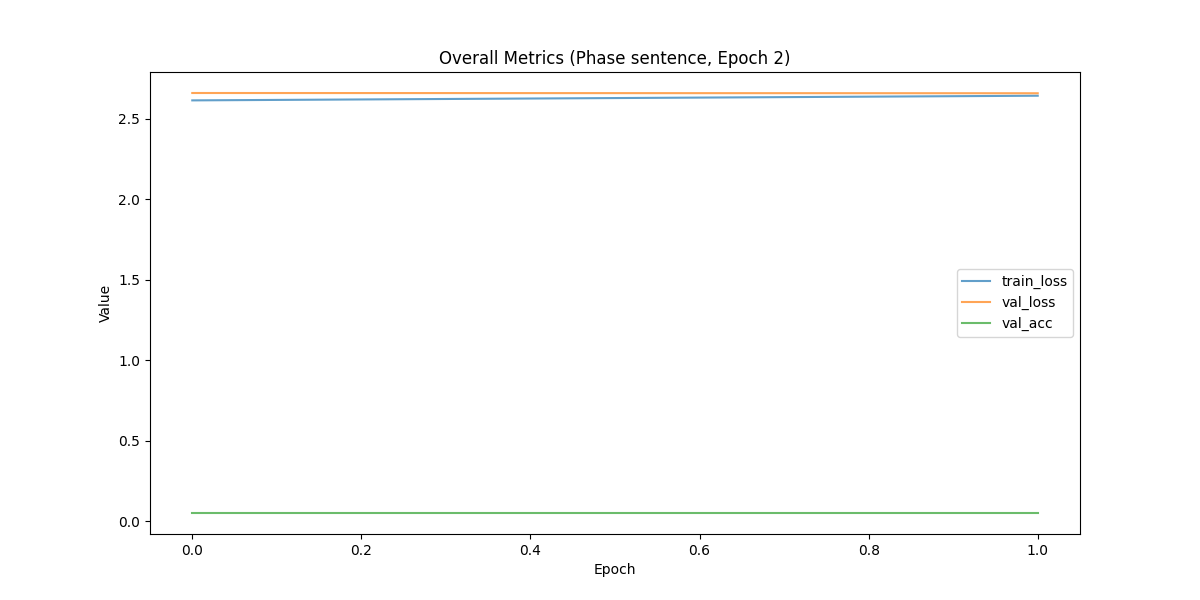 Overall Metrics (Phase sentence, Epoch 2)
2.5
2.0
1.5
1.0
0.5
0.0
Value
train_loss
val_loss
val_acc
0.0 0.2 0.4 0.6 0.8 1.0
Epoch